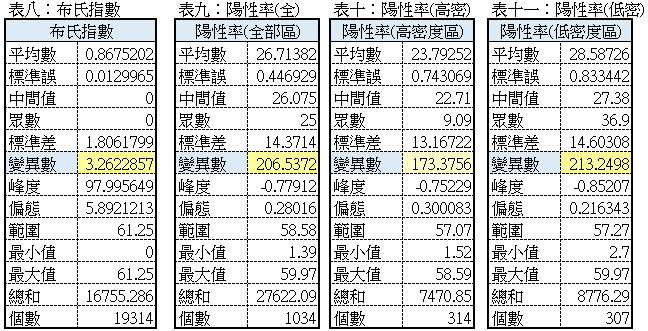 表八：布氏指數
布氏指數
平均數 0.8675202
標準誤 0.0129965
中間值 0
眾數 0
標準差 1.8061799
變異數 3.2622857
峰度 97.995649
偏態 5.8921213
範圍 61.25
最小值 0
最大值 61.25
總和 16755.286
個數 19314
表九：陽性率(全)
陽性率(全部區)
平均數 26.71382
標準誤 0.446929
中間值 26.075
眾數 25
標準差 14.3714
變異數 206.5372
峰度 -0.77912
偏態 0.28016
範圍 58.58
最小值 1.39
最大值 59.97
總和 27622.09
個數 1034
表十：陽性率(高密)
陽性率(高密度區)
平均數 23.79252
標準誤 0.743069
中間值 22.71
眾數 9.09
標準差 13.16722
變異數 173.3756
峰度 -0.75229
偏態 0.300083
範圍 57.07
最小值 1.52
最大值 58.59
總和 7470.85
個數 314
表十一：陽性率(低密)
陽性率(低密度區)
平均數 28.58726
標準誤 0.833442
中間值 27.38
眾數 36.9
標準差 14.60308
變異數 213.2498
峰度 -0.85207
偏態 0.216343
範圍 57.27
最小值 2.7
最大值 59.97
總和 8776.29
個數 307